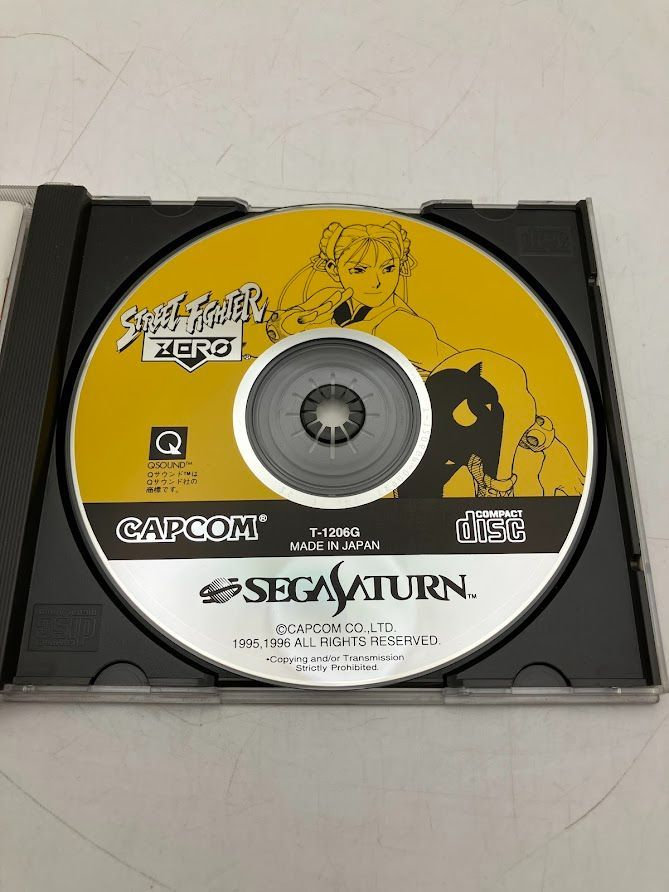 STREET FIGHTER
ZERO®
Q
QSOUND™
Qサウンド™は
Qサウンド社の
商標です。
CAPCOM®
T-1206G
MADE IN JAPAN
COMPACT
disc
SEGA SATURN™
©CAPCOM CO.,LTD.
1995,1996 ALL RIGHTS RESERVED.
•Copying and/or Transmission
Strictly Prohibited.